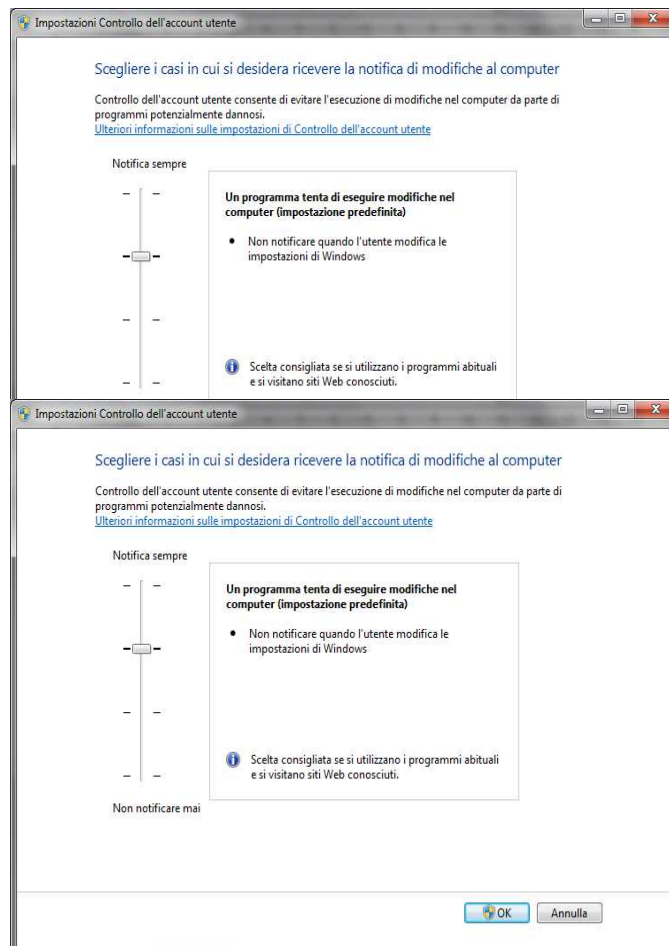 Impostazioni Controllo dell'account utente
Scegliere i casi in cui si desidera ricevere la notifica di modifiche al computer
Controllo dell'account utente consente di evitare l'esecuzione di modifiche nel computer da parte di
programmi potenzialmente dannosi.
Ulteriori informazioni sulle impostazioni di Controllo dell'account utente
Notifica sempre
Un programma tenta di eseguire modifiche nel
computer (impostazione predefinita)
• Non notificare quando l'utente modifica le
impostazioni di Windows
Scelta consigliata se si utilizzano i programmi abituali
e si visitano siti Web conosciuti.
Impostazioni Controllo dell'account utente
Scegliere i casi in cui si desidera ricevere la notifica di modifiche al computer
Controllo dell'account utente consente di evitare l'esecuzione di modifiche nel computer da parte di
programmi potenzialmente dannosi.
Ulteriori informazioni sulle impostazioni di Controllo dell'account utente
Notifica sempre
Un programma tenta di eseguire modifiche nel
computer (impostazione predefinita)
• Non notificare quando l'utente modifica le
impostazioni di Windows
Scelta consigliata se si utilizzano i programmi abituali
e si visitano siti Web conosciuti.
Non notificare mai
OK Annulla